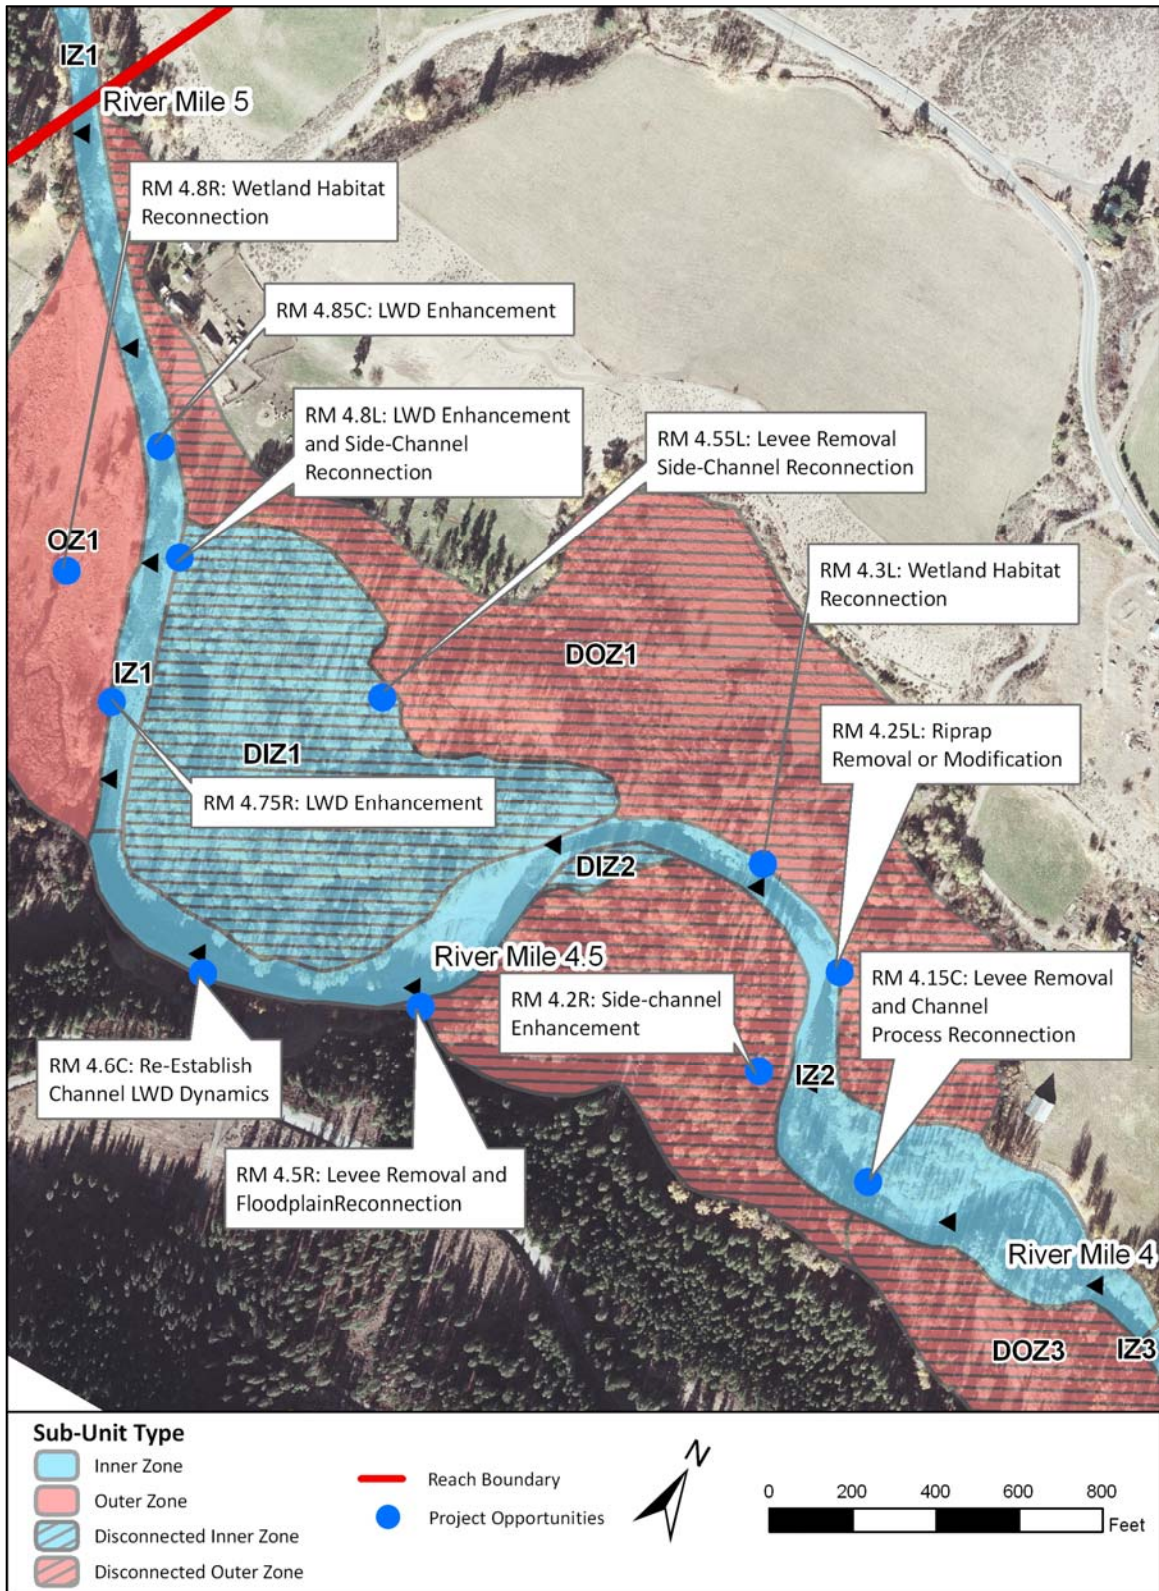 IZ1
River Mile 5
RM 4.8R: Wetland Habitat
Reconnection
RM 4.85C: LWD Enhancement
RM 4.8L: LWD Enhancement
and Side-Channel
Reconnection
RM 4.55L: Levee Removal
Side-Channel Reconnection
OZ1
RM 4.3L: Wetland Habitat
Reconnection
DOZ1
IZ1
DIZ1
RM 4.25L: Riprap
Removal or Modification
RM 4.75R: LWD Enhancement
DIZ2
River Mile 4.5
RM 4.2R: Side-channel
Enhancement
RM 4.15C: Levee Removal
and Channel
Process Reconnection
RM 4.6C: Re-Establish
Channel LWD Dynamics
IZ2
RM 4.5R: Levee Removal and
FloodplainReconnection
River Mile 4
DOZ3
IZ3
Sub-Unit Type
Inner Zone
Outer Zone
Disconnected Inner Zone
Disconnected Outer Zone
Reach Boundary
Project Opportunities
N
0 200 400 600 800
Feet